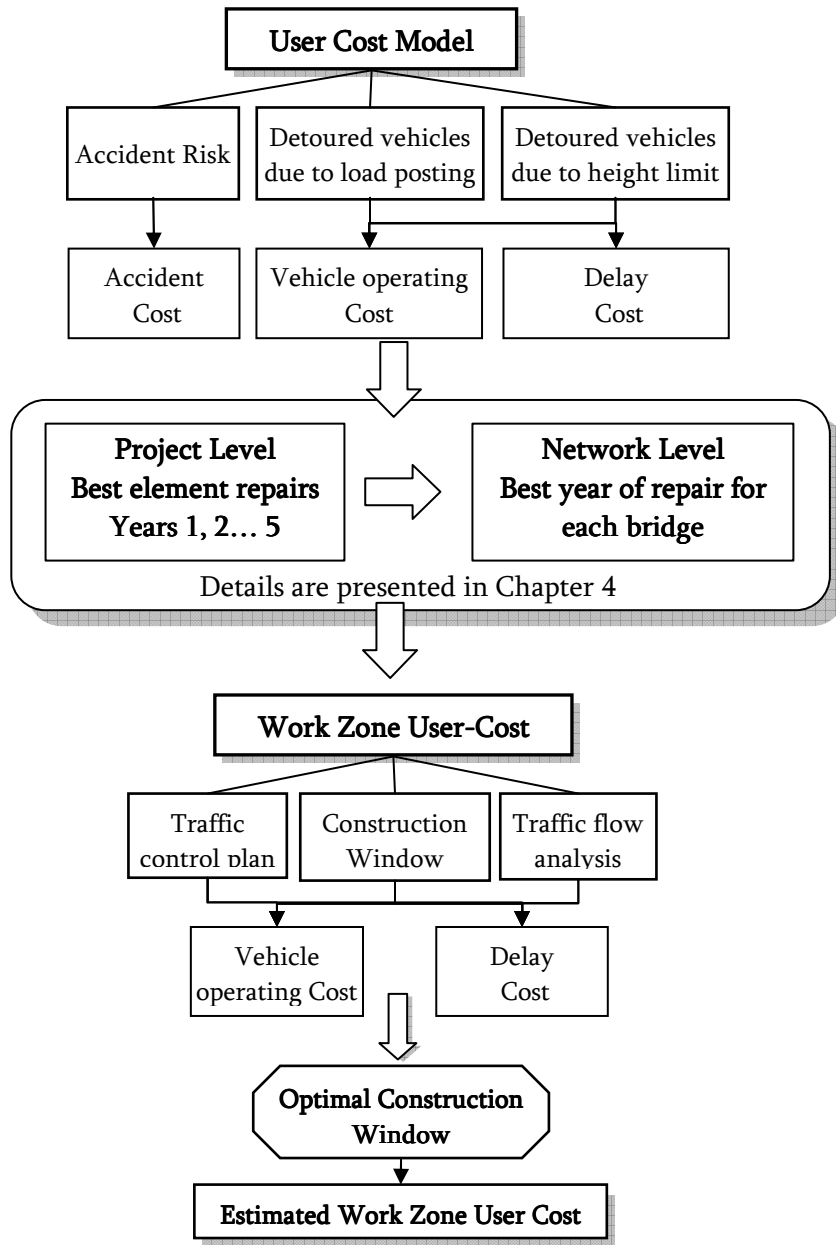 User Cost Model
Accident Risk
Detoured vehicles
due to load posting
Detoured vehicles
due to height limit
Accident
Cost
Vehicle operating
Cost
Delay
Cost
Project Level
Best element repairs
Years 1, 2… 5
Network Level
Best year of repair for
each bridge
Details are presented in Chapter 4
Work Zone User-Cost
Traffic
control plan
Construction
Window
Traffic flow
analysis
Vehicle
operating Cost
Delay
Cost
Optimal Construction
Window
Estimated Work Zone User Cost